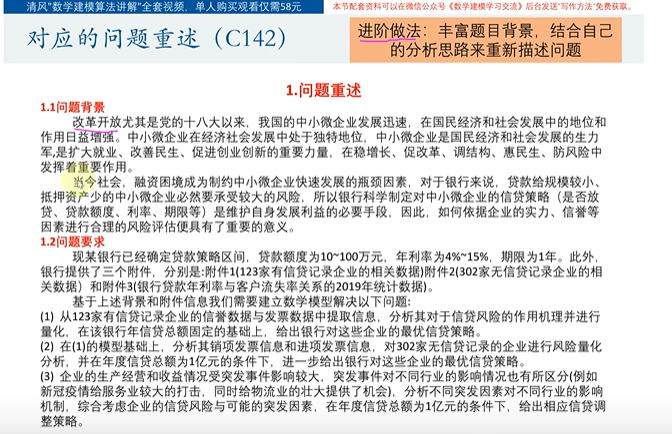 清风"数学建模算法讲解"全套视频，单人购买观看仅需58元
本节配套资料可以在微信公众号《数学建模学习交流》后台发送"写作方法"免费获取。
对应的问题重述（C142）
进阶做法：丰富题目背景，结合自己
的分析思路来重新描述问题
1.问题重述
1.1问题背景
改革开放尤其是党的十八大以来，我国的中小微企业发展迅速，在国民经济和社会发展中的地位和
作用日益增强。中小微企业在经济社会发展中处于独特地位，中小微企业是国民经济和社会发展的生力
军,是扩大就业、改善民生、促进创业创新的重要力量，在稳增长、促改革、调结构、惠民生、防风险中
发挥着重要作用。
当今社会，融资困境成为制约中小微企业快速发展的瓶颈因素，对于银行来说，贷款给规模较小、
抵押资产少的中小微企业必然要承受较大的风险，所以银行科学制定对中小微企业的信贷策略（是否放
贷、贷款额度、利率、期限等）是维护自身发展利益的必要手段，因此，如何依据企业的实力、信誉等
因素进行合理的风险评估便具有了重要的意义。
1.2问题要求
现某银行已经确定贷款策略区间，贷款额度为10~100万元，年利率为4%~15%，期限为1年。此外，
银行提供了三个附件，分别是:附件1(123家有信贷记录企业的相关数据)附件2(302家无信贷记录企业的相
关数据）和附件3(银行贷款年利率与客户流失率关系的2019年统计数据)。
基于上述背景和附件信息我们需要建立数学模型解决以下问题:
(1) 从123家有信贷记录企业的信誉数据与发票数据中提取信息，分析其对于信贷风险的作用机理并进行
量化，在该银行年信贷总额固定的基础上，给出银行对这些企业的最优信贷策略。
(2) 在(1)的模型基础上，分析其销项发票信息和进项发票信息，对302家无信贷记录的企业进行风险量化
分析，并在年度信贷总额为1亿元的条件下，进一步给出银行对这些企业的最优信贷策略。
(3) 企业的生产经营和收益情况受突发事件影响较大，突发事件对不同行业的影响情况也有所区分(例如
新冠疫情给服务业较大的打击，同时给物流业的壮大提供了机会)，分析不同突发因素对不同行业的影响
机制，综合考虑企业的信贷风险与可能的突发因素，在年度信贷总额为1亿元的条件下，给出相应信贷调
整策略。